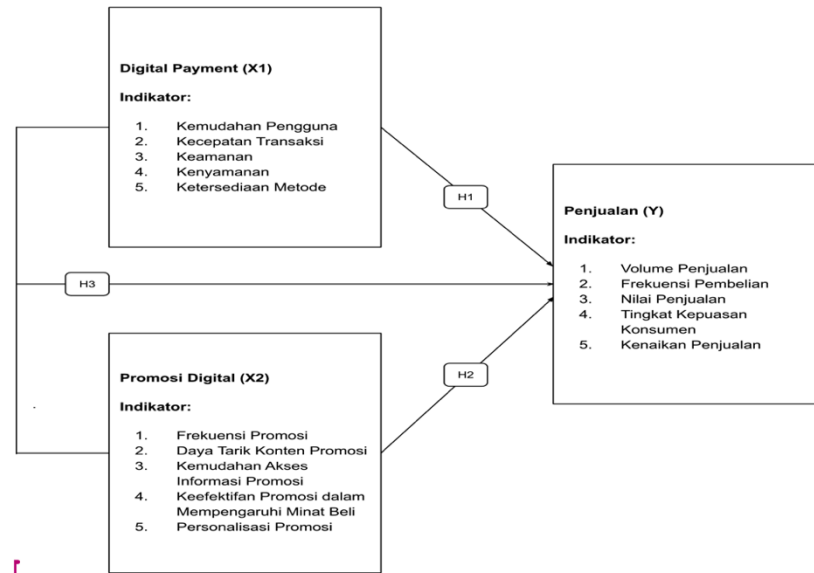 Digital Payment (X1)
Indikator:
1. Kemudahan Pengguna
2. Kecepatan Transaksi
3. Keamanan
4. Kenyamanan
5. Ketersediaan Metode
H1
Penjualan (Y)
Indikator:
1. Volume Penjualan
2. Frekuensi Pembelian
3. Nilai Penjualan
4. Tingkat Kepuasan
Konsumen
5. Kenaikan Penjualan
H3
H2
Promosi Digital (X2)
Indikator:
1. Frekuensi Promosi
2. Daya Tarik Konten Promosi
3. Kemudahan Akses
Informasi Promosi
4. Keefektifan Promosi dalam
Mempengaruhi Minat Beli
5. Personalisasi Promosi